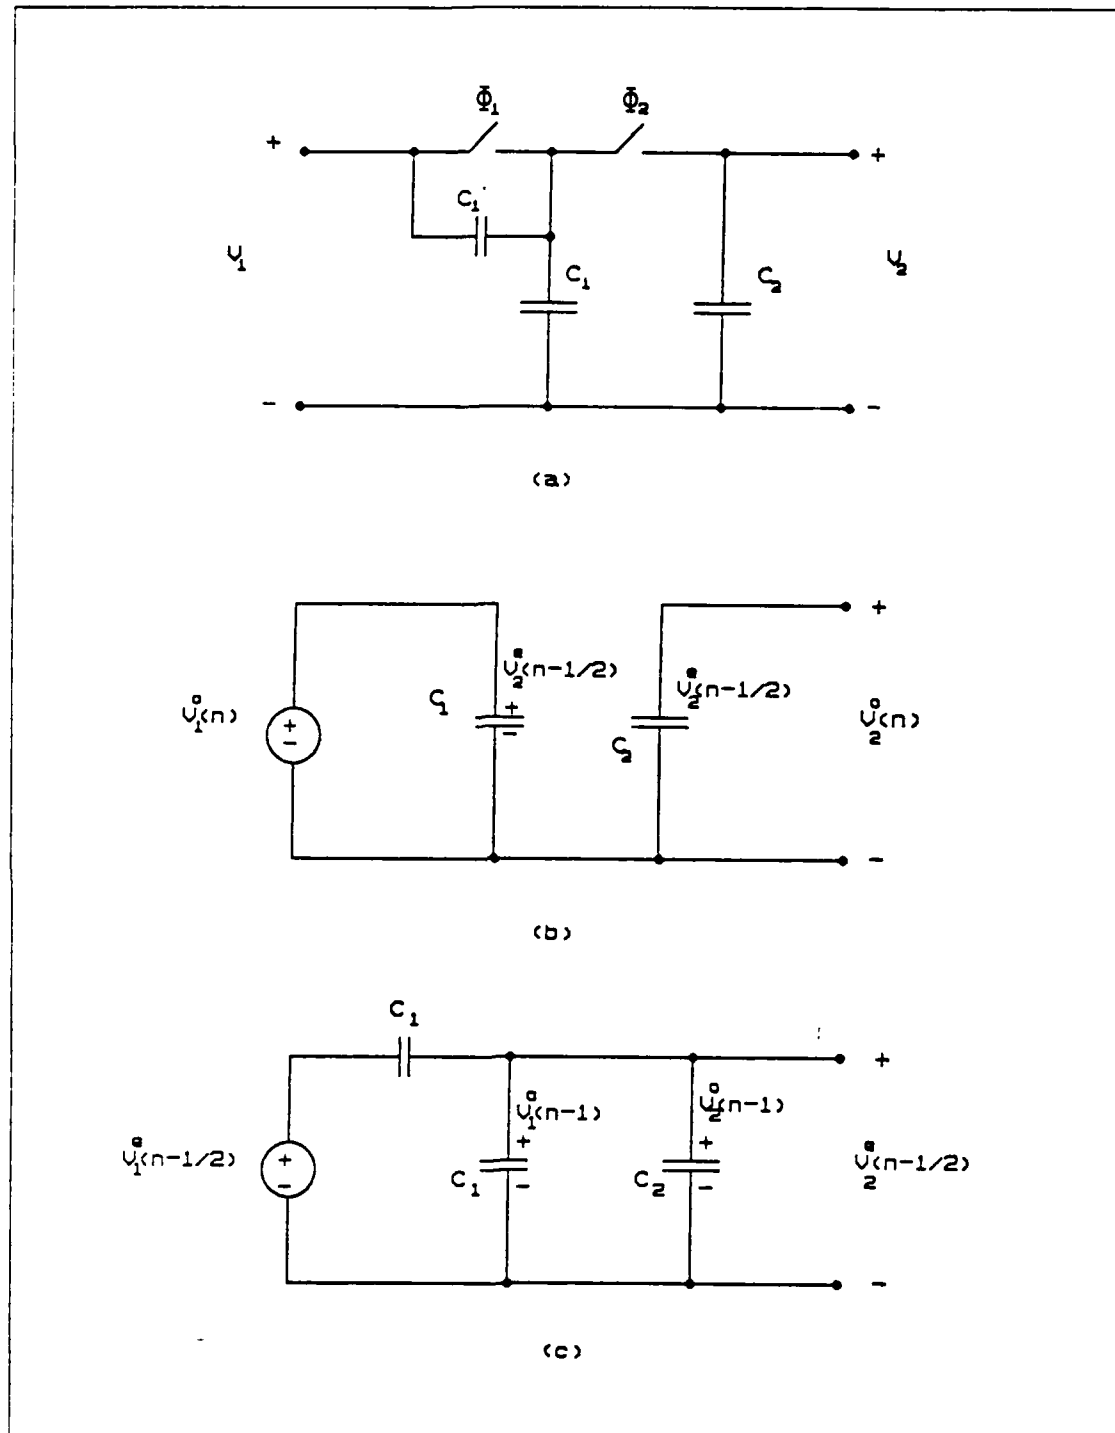 Φ₁ Φ₂
+ +
C₁
V₁ C₁ C₂ V₂
- -
(a)
+
V₂ᵉ(n-1/2)
V₂ᵉ(n-1/2)
V₁ᵒ(n) + - C₁ + - C₂ V₂ᵒ(n)
-
(b)
C₁
+
V₁ᵒ(n-1) V₂ᵒ(n-1)
V₁ᵉ(n-1/2) + - C₁ + - C₂ + - V₂ᵉ(n-1/2)
-
(c)